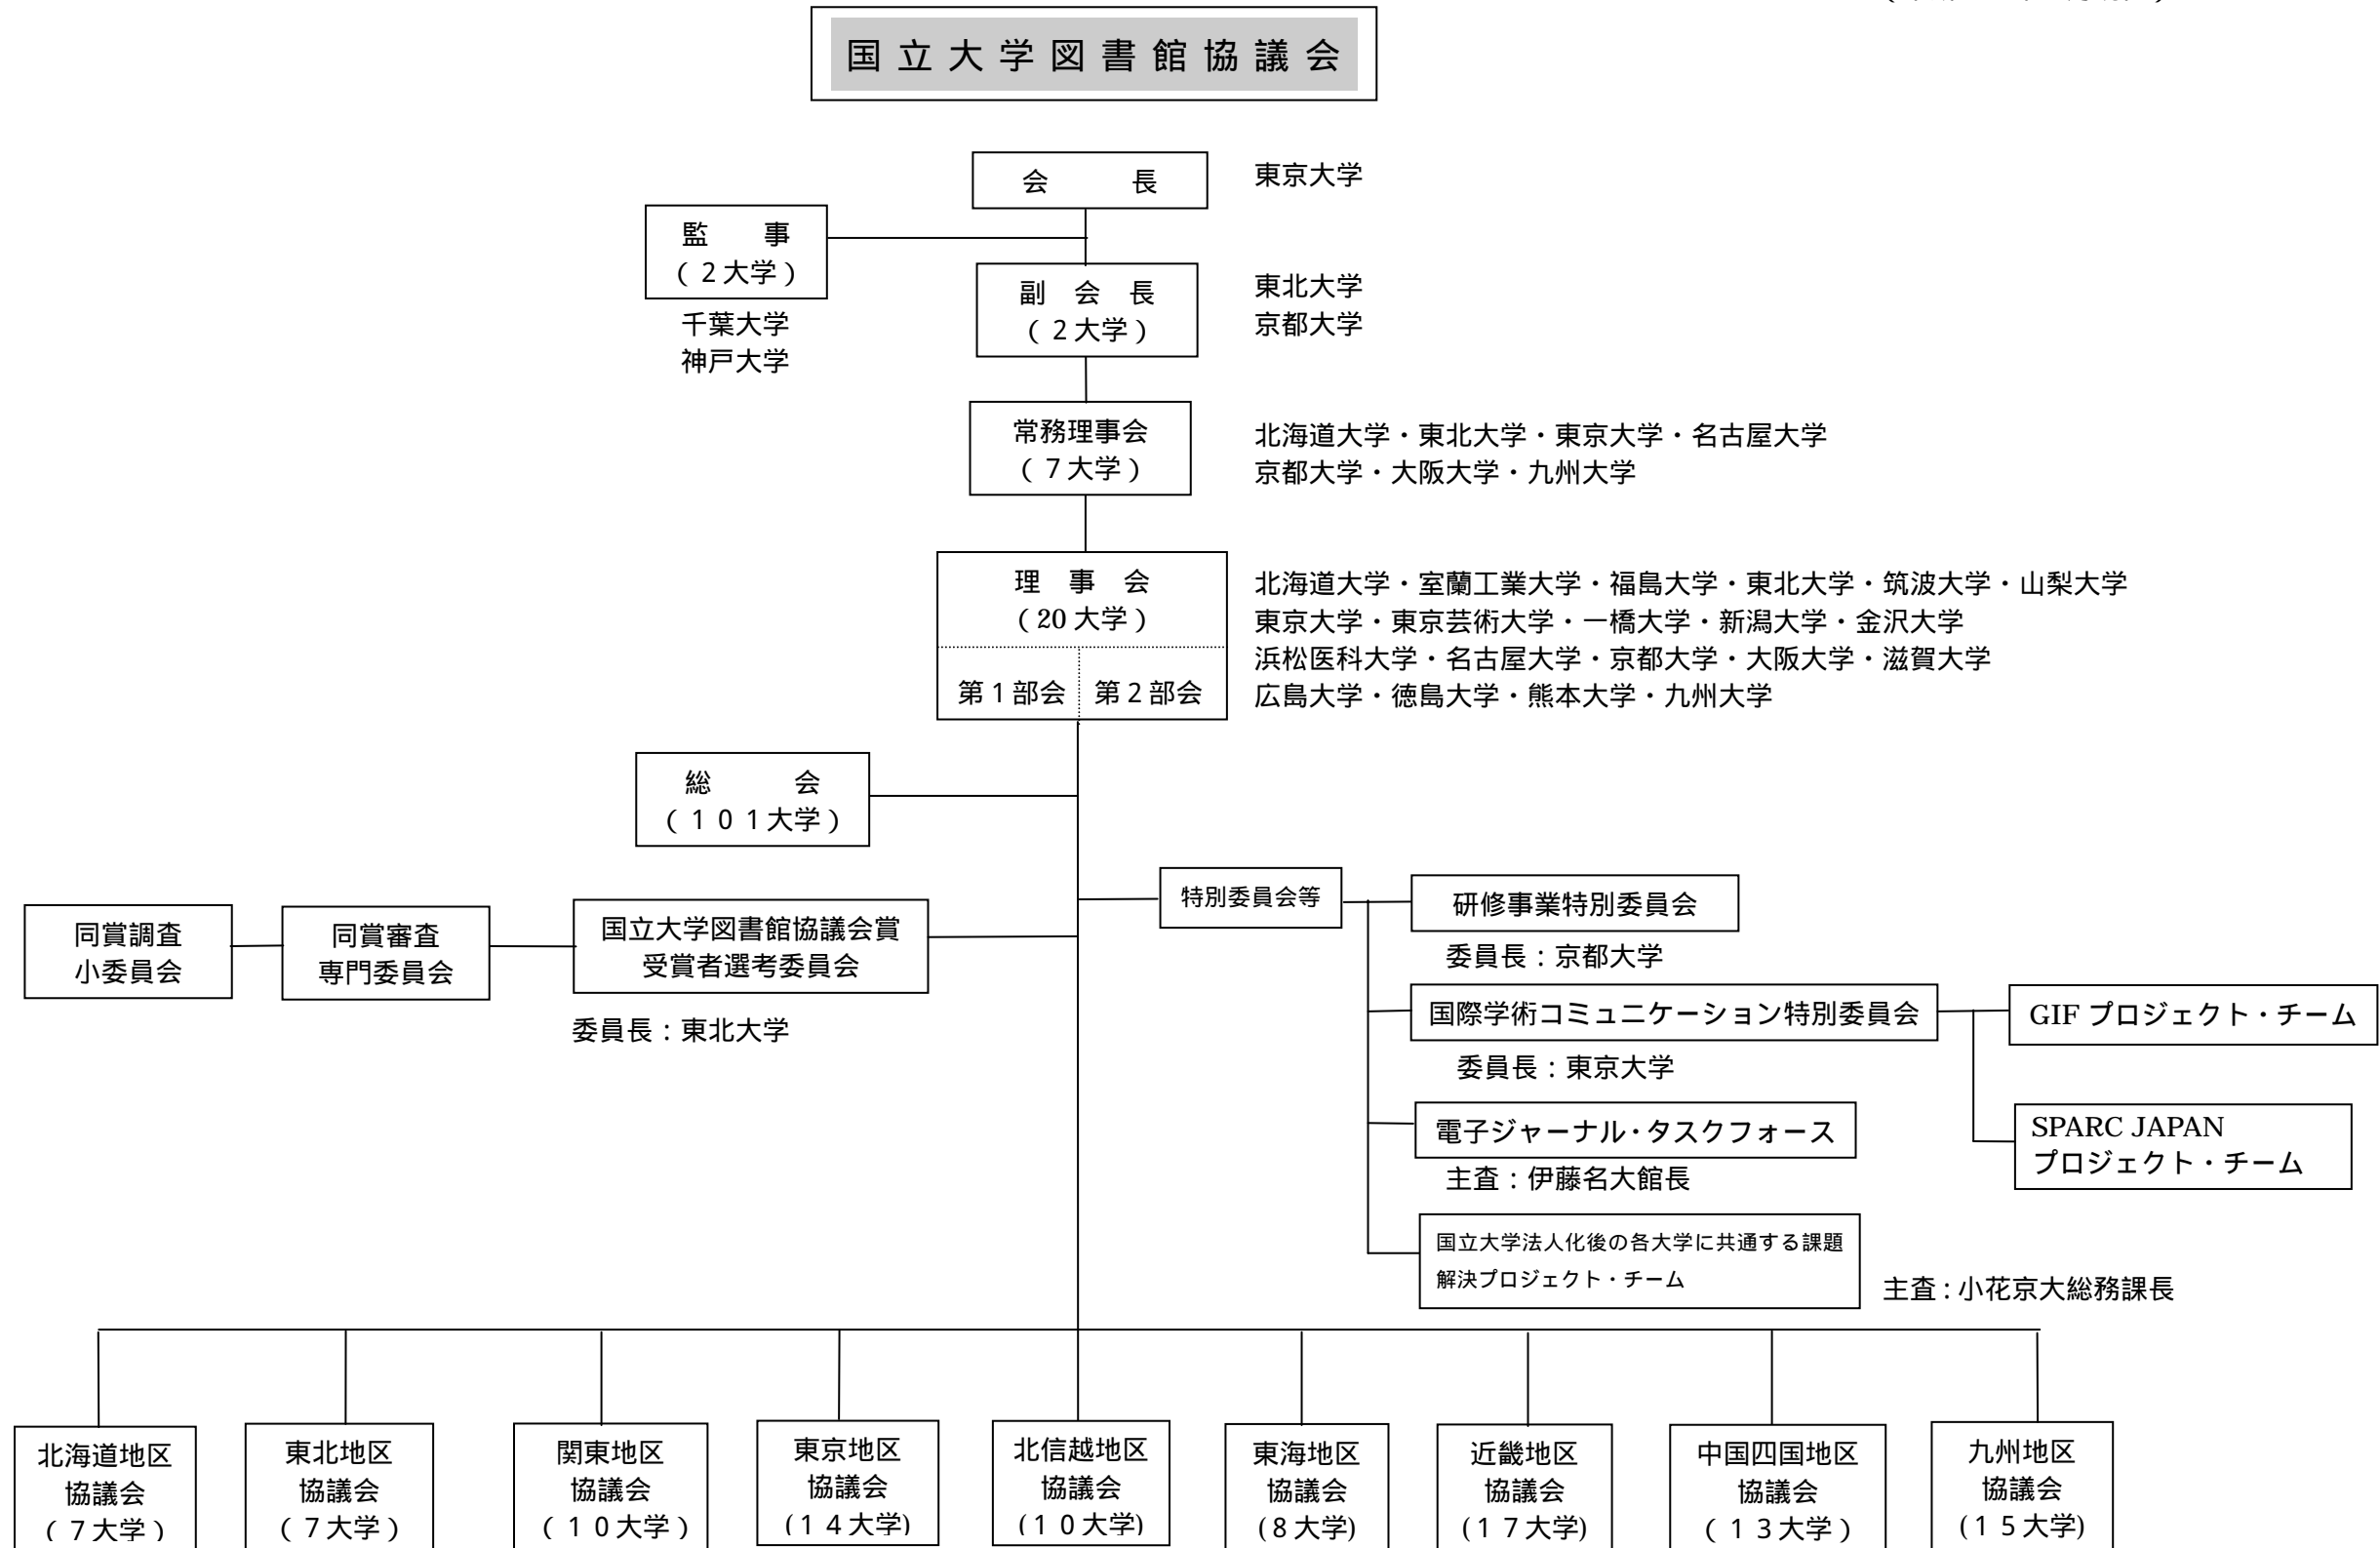 国立大学図書館協議会
会　　　長
東京大学
監　　事
（２大学）
千葉大学
神戸大学
副　会　長
（２大学）
東北大学
京都大学
常務理事会
（７大学）
北海道大学・東北大学・東京大学・名古屋大学
京都大学・大阪大学・九州大学
理　事　会
（20 大学）
第１部会
第２部会
北海道大学・室蘭工業大学・福島大学・東北大学・筑波大学・山梨大学
東京大学・東京芸術大学・一橋大学・新潟大学・金沢大学
浜松医科大学・名古屋大学・京都大学・大阪大学・滋賀大学
広島大学・徳島大学・熊本大学・九州大学
総　　　会
（１０１大学）
同賞調査
小委員会
同賞審査
専門委員会
国立大学図書館協議会賞
受賞者選考委員会
委員長：東北大学
特別委員会等
研修事業特別委員会
委員長：京都大学
国際学術コミュニケーション特別委員会
委員長：東京大学
GIF プロジェクト・チーム
SPARC JAPAN
プロジェクト・チーム
電子ジャーナル・タスクフォース
主査：伊藤名大館長
国立大学法人化後の各大学に共通する課題
解決プロジェクト・チーム
主査：小花京大総務課長
北海道地区
協議会
（７大学）
東北地区
協議会
（７大学）
関東地区
協議会
（１０大学）
東京地区
協議会
(１４大学)
北信越地区
協議会
(１０大学)
東海地区
協議会
(８大学)
近畿地区
協議会
(１７大学)
中国四国地区
協議会
（１３大学）
九州地区
協議会
(１５大学)